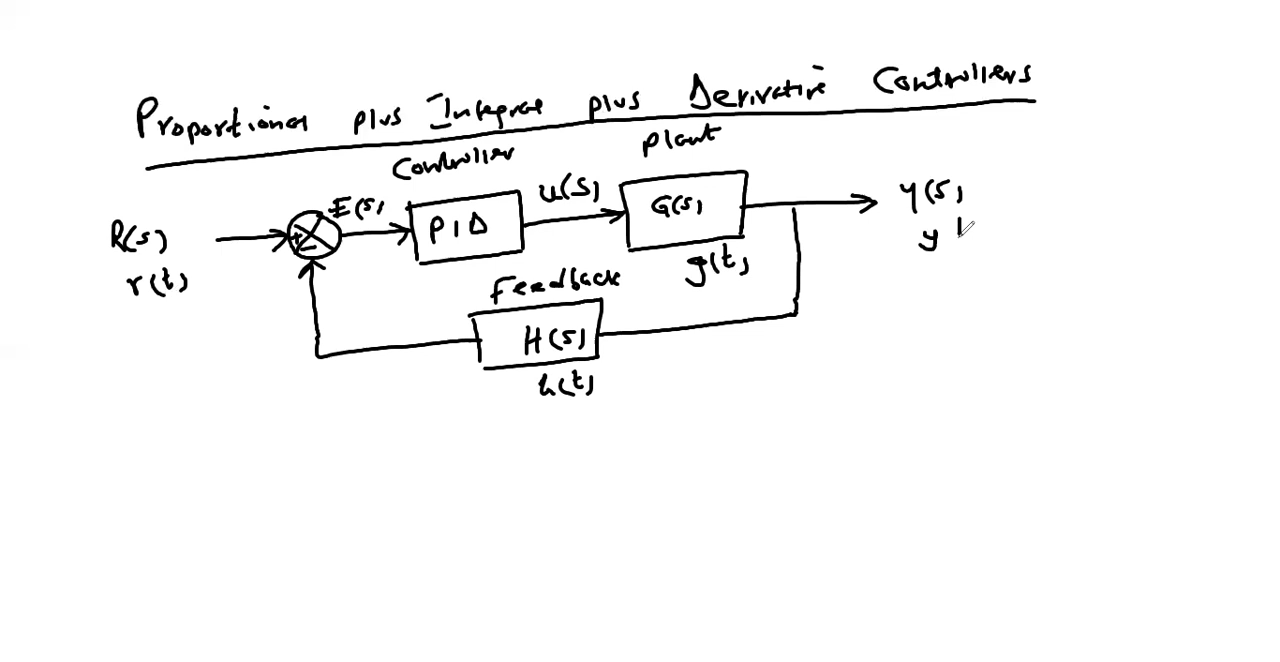 Proportional plus Integral plus Derivative Controllers
Controller
plant
R(s)
r(t)
+
−
E(s)
PID
u(s)
G(s)
g(t)
Y(s)
y
Feedback
H(s)
h(t)